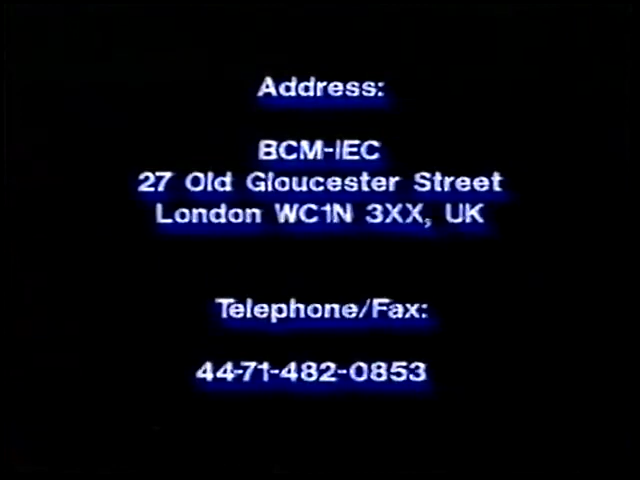 Address:
BCM-IEC
27 Old Gloucester Street
London WC1N 3XX, UK
Telephone/Fax:
44-71-482-0853